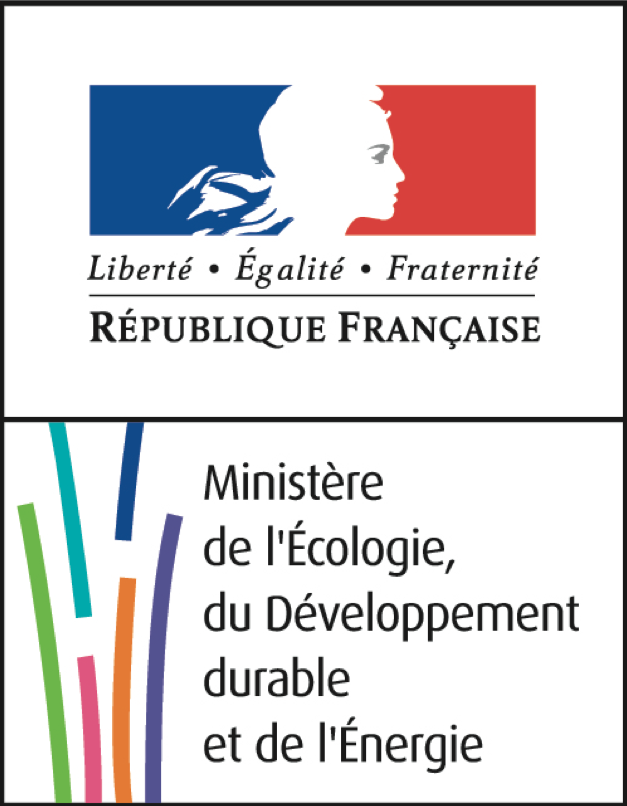 Liberté • Égalité • Fraternité
RÉPUBLIQUE FRANÇAISE
Ministère
de l'Écologie,
du Développement
durable
et de l'Énergie